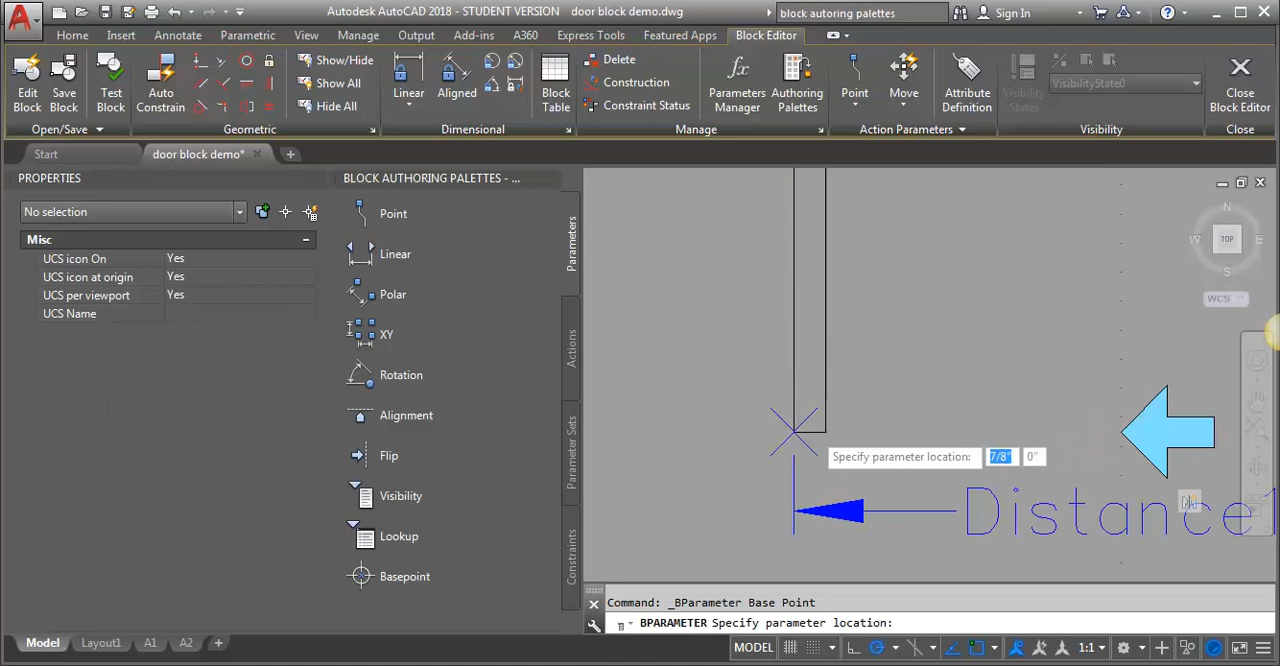 Autodesk AutoCAD 2018 - STUDENT VERSION door block demo.dwg
block autoring palettes
Sign In
Home Insert Annotate Parametric View Manage Output Add-ins A360 Express Tools Featured Apps Block Editor
Edit Block
Save Block
Test Block
Auto Constrain
Show/Hide
Show All
Hide All
Linear
Aligned
Block Table
Delete
Construction
Constraint Status
Parameters Manager
Authoring Palettes
Point
Move
Attribute Definition
Visibility States
VisibilityState0
Close Block Editor
Open/Save Geometric Dimensional Manage Action Parameters Visibility Close
Start door block demo*
PROPERTIES
No selection
Misc
UCS icon On Yes
UCS icon at origin Yes
UCS per viewport Yes
UCS Name
BLOCK AUTHORING PALETTES - ...
Point
Linear
Polar
XY
Rotation
Alignment
Flip
Visibility
Lookup
Basepoint
Parameters
Actions
Parameter Sets
Constraints
N
W TOP E
S
WCS
Specify parameter location: 7/8" 0"
Distance1
Command: _BParameter Base Point
BPARAMETER Specify parameter location:
Model Layout1 A1 A2
MODEL 1:1